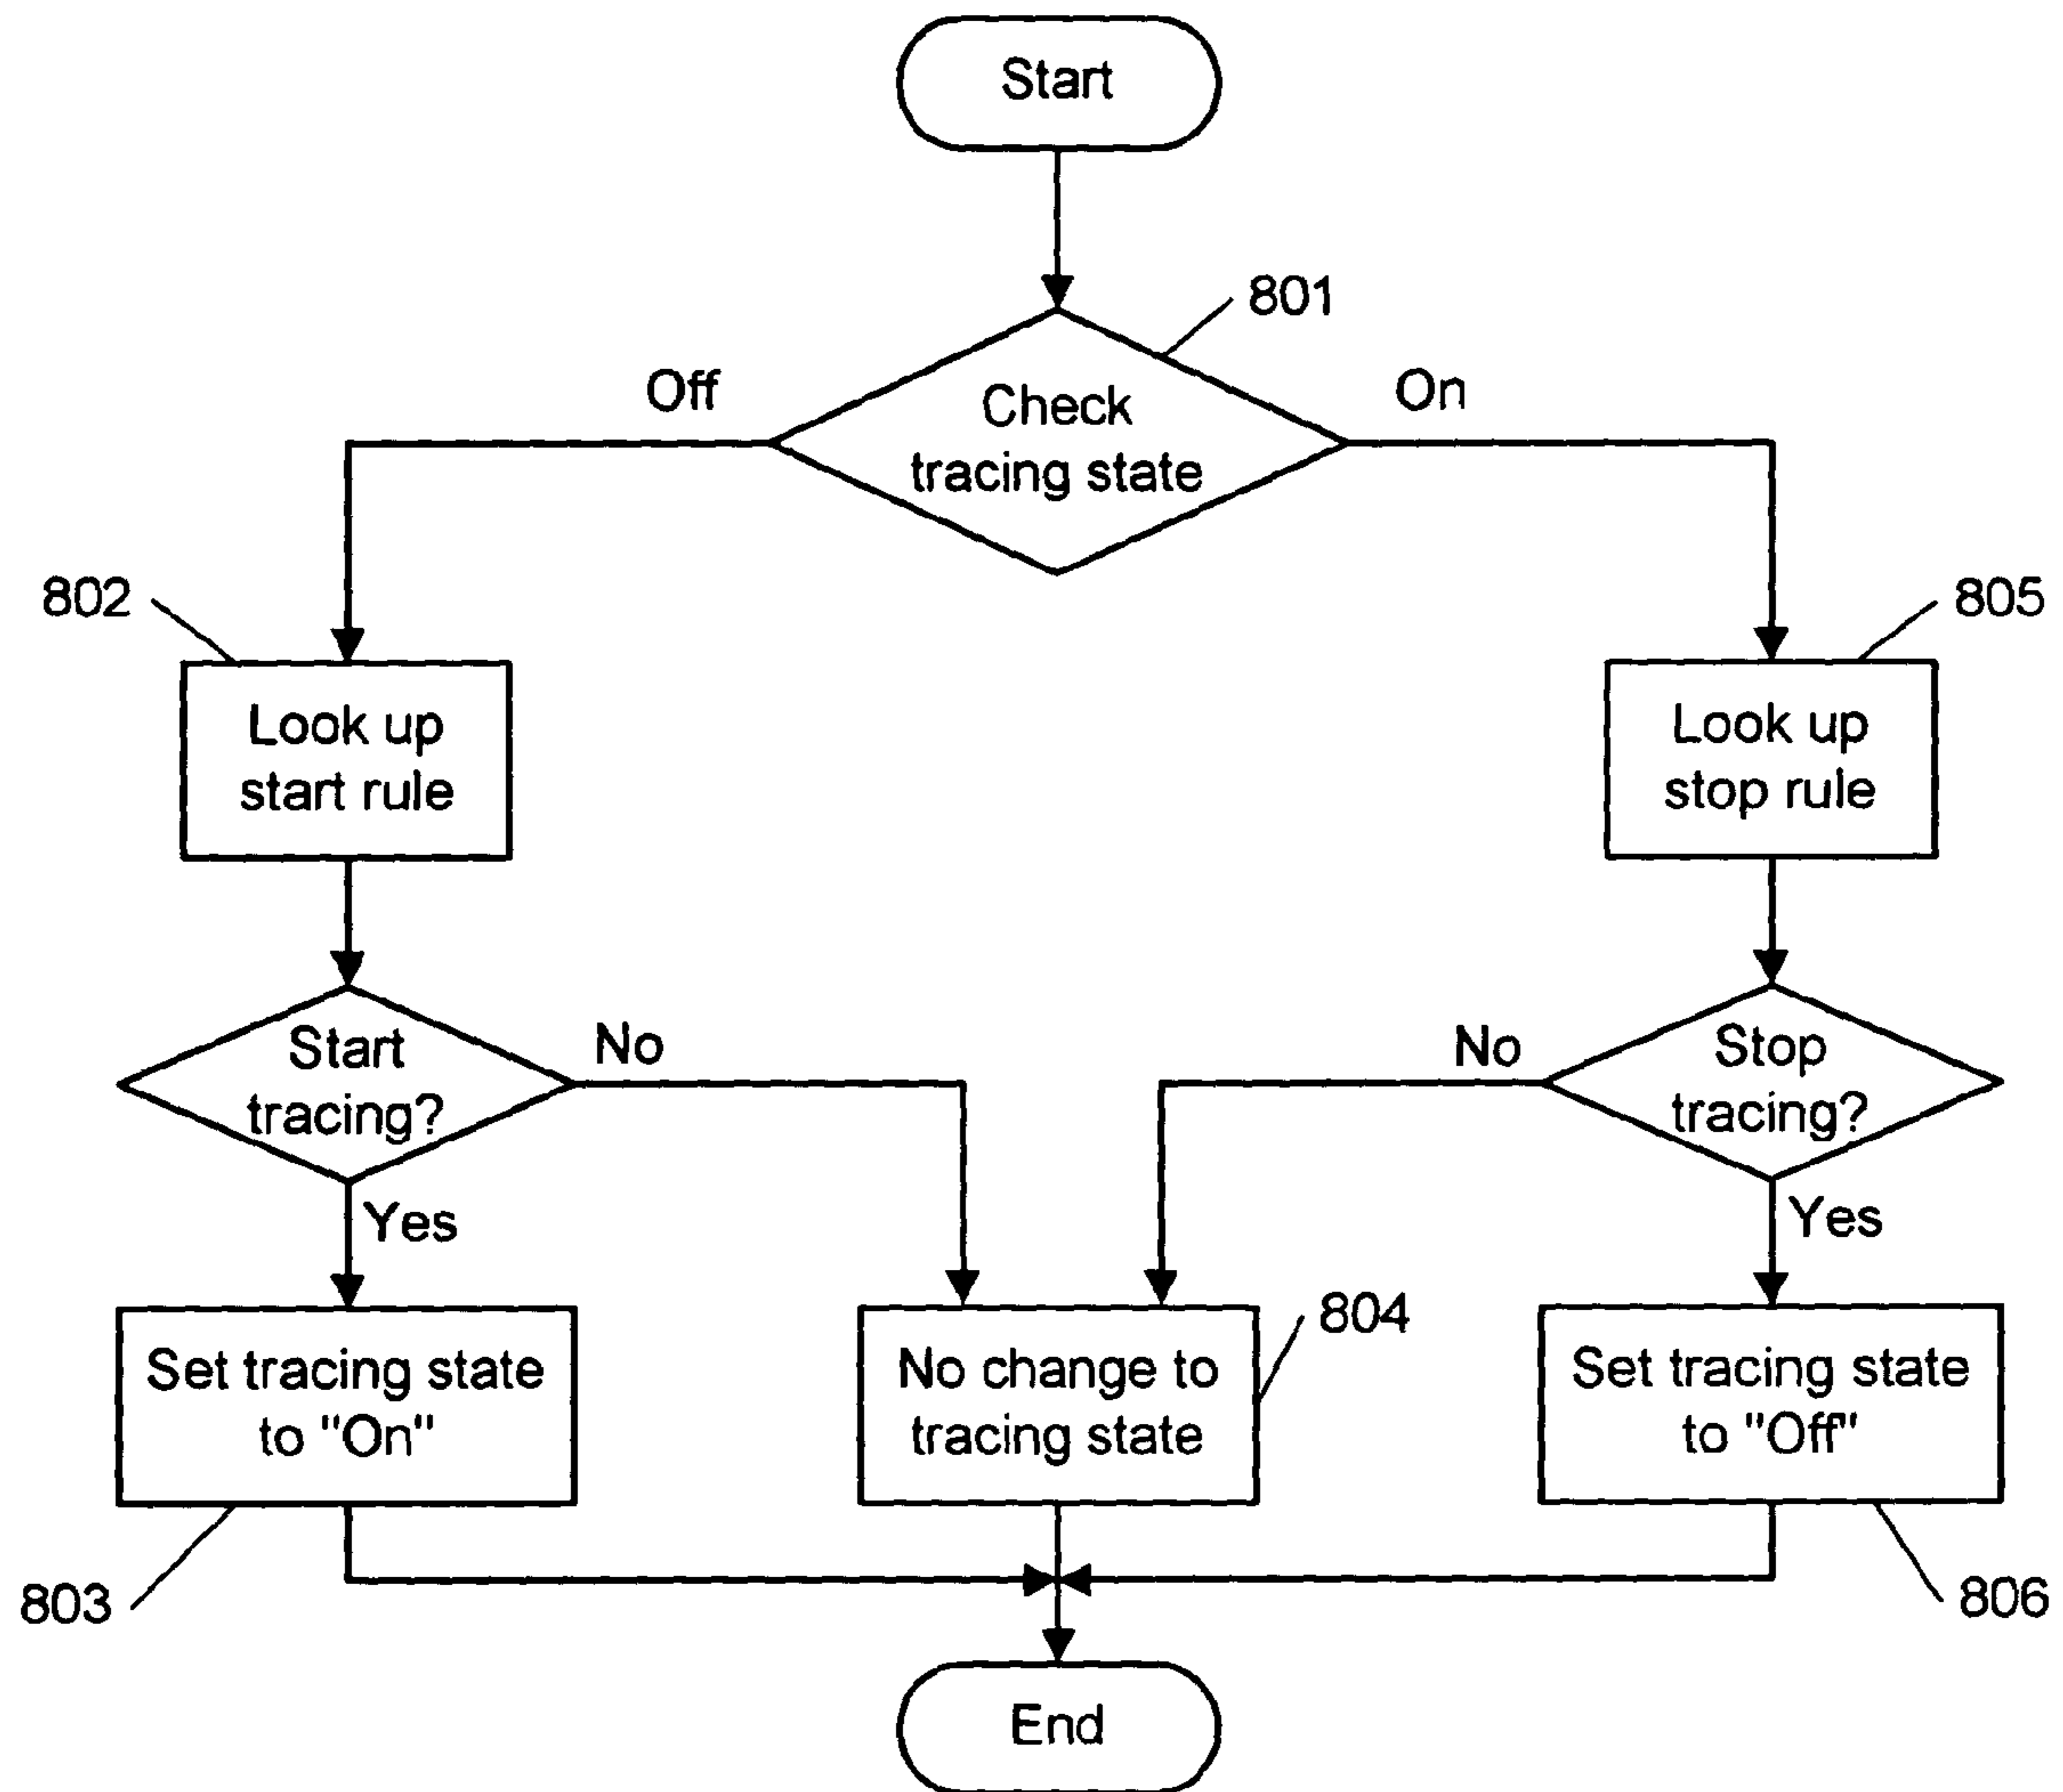 Start
801
Off
On
Check
tracing state
802
805
Look up
start rule
Look up
stop rule
Start
tracing?
No
No
Stop
tracing?
Yes
Yes
804
Set tracing state
to "On"
No change to
tracing state
Set tracing state
to "Off"
803
806
End